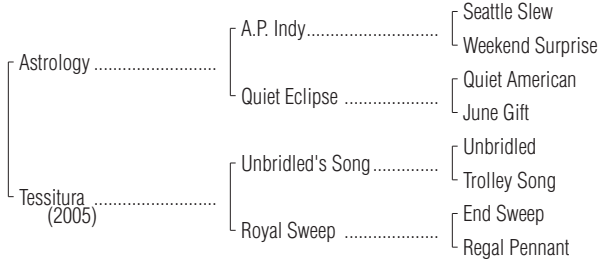 Seattle Slew
A.P. Indy
Weekend Surprise
Astrology
Quiet American
Quiet Eclipse
June Gift
Unbridled
Unbridled's Song
Trolley Song
Tessitura
(2005)
End Sweep
Royal Sweep
Regal Pennant